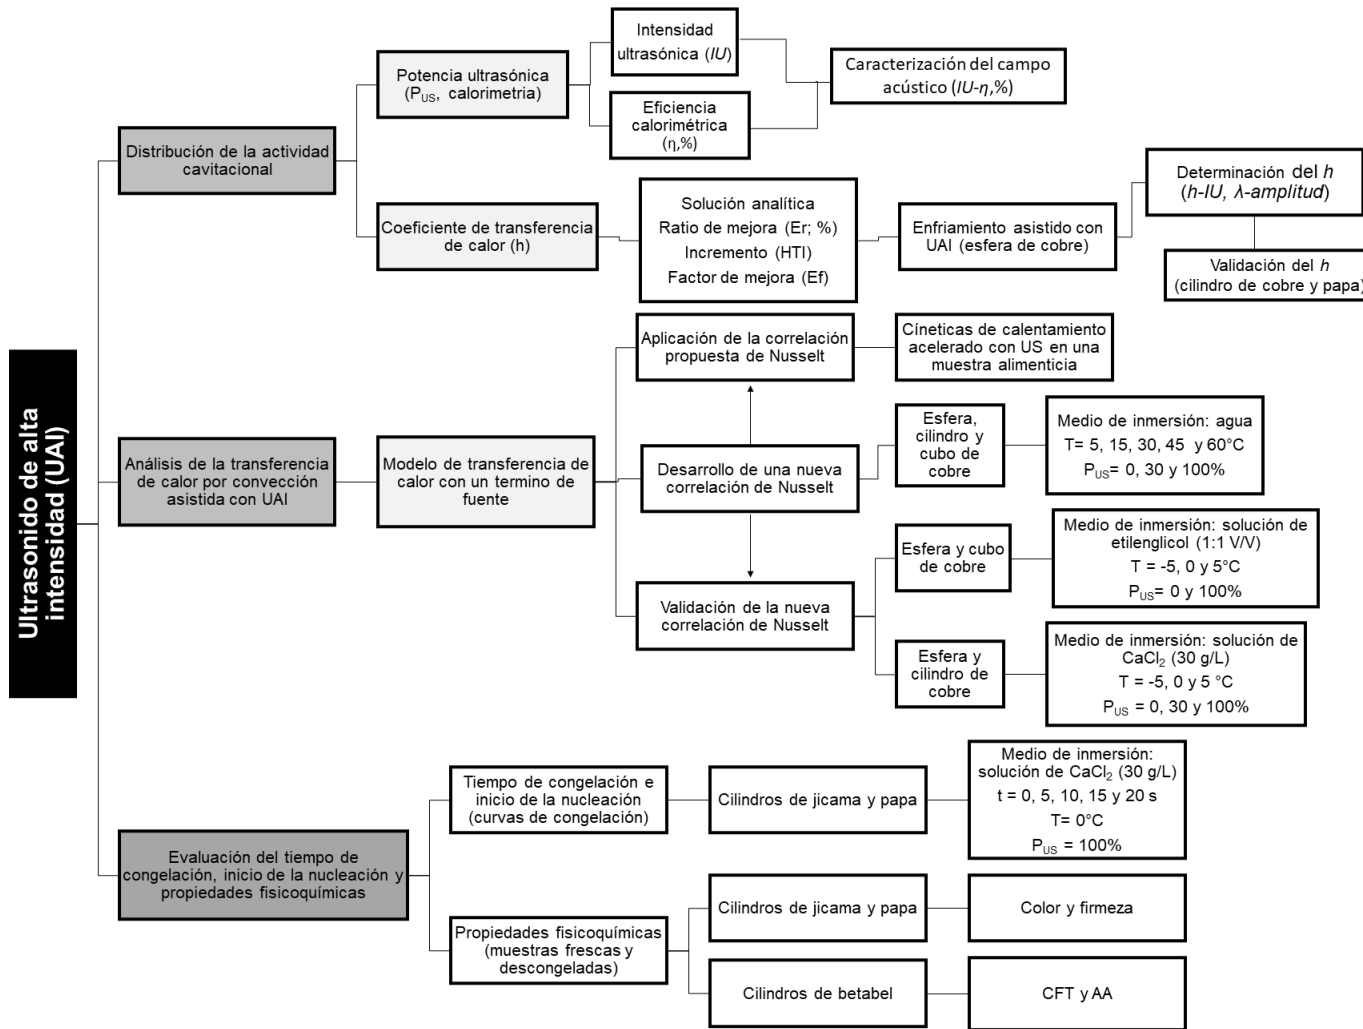 Ultrasonido de alta
intensidad (UAI)
Distribución de la actividad
cavitacional
Potencia ultrasónica
(P_US, calorimetria)
Intensidad
ultrasónica (IU)
Eficiencia
calorimétrica
(η,%)
Caracterización del campo
acústico (IU-η,%)
Coeficiente de transferencia
de calor (h)
Solución analítica
Ratio de mejora (Er; %)
Incremento (HTI)
Factor de mejora (Ef)
Enfriamiento asistido con
UAI (esfera de cobre)
Determinación del h
(h-IU, λ-amplitud)
Validación del h
(cilindro de cobre y papa)
Análisis de la transferencia
de calor por convección
asistida con UAI
Modelo de transferencia de
calor con un termino de
fuente
Aplicación de la correlación
propuesta de Nusselt
Cíneticas de calentamiento
acelerado con US en una
muestra alimenticia
Desarrollo de una nueva
correlación de Nusselt
Esfera,
cilindro y
cubo de
cobre
Medio de inmersión: agua
T= 5, 15, 30, 45 y 60°C
P_US= 0, 30 y 100%
Validación de la nueva
correlación de Nusselt
Esfera y cubo
de cobre
Medio de inmersión: solución de
etilenglicol (1:1 V/V)
T = -5, 0 y 5°C
P_US= 0 y 100%
Esfera y
cilindro de
cobre
Medio de inmersión: solución de
CaCl₂ (30 g/L)
T = -5, 0 y 5 °C
P_US = 0, 30 y 100%
Evaluación del tiempo de
congelación, inicio de la nucleación y
propiedades fisicoquímicas
Tiempo de congelación e
inicio de la nucleación
(curvas de congelación)
Cilindros de jicama y papa
Medio de inmersión:
solución de CaCl₂ (30 g/L)
t = 0, 5, 10, 15 y 20 s
T= 0°C
P_US = 100%
Propiedades fisicoquímicas
(muestras frescas y
descongeladas)
Cilindros de jicama y papa
Color y firmeza
Cilindros de betabel
CFT y AA